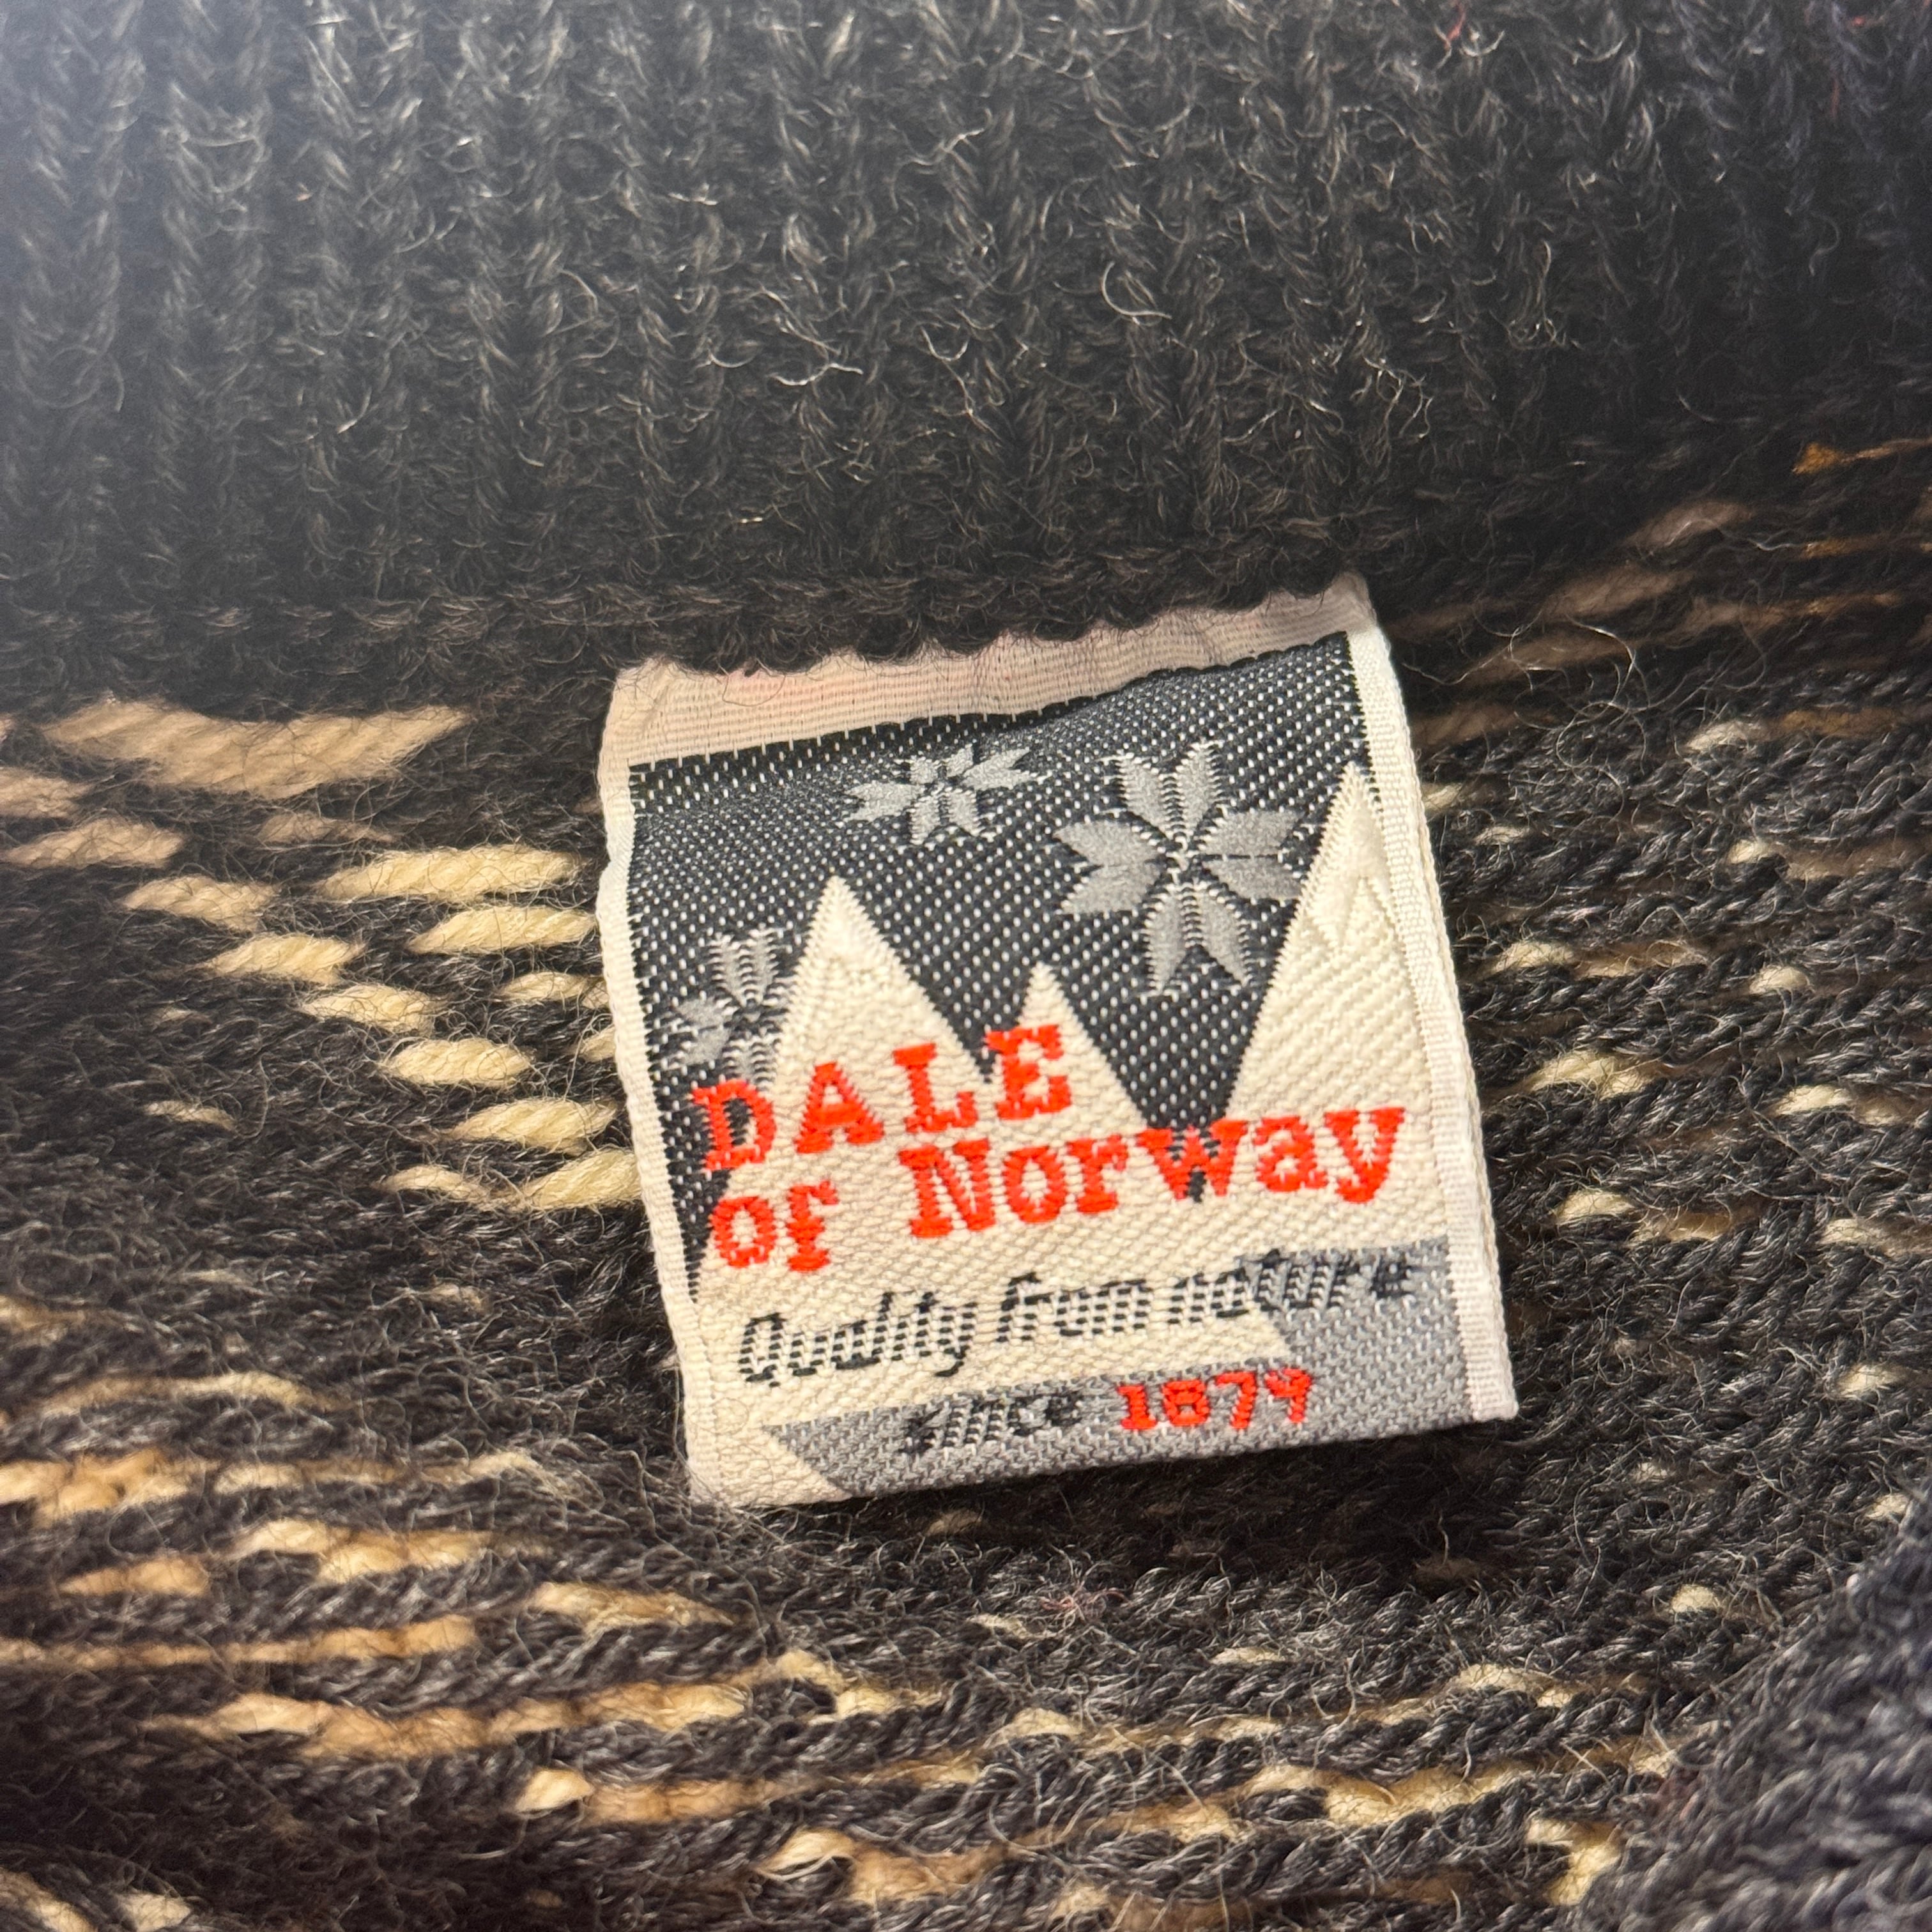 DALE
of Norway
Quality from nature
since 1879